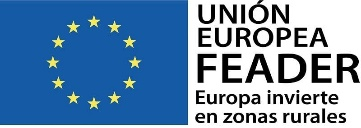 UNIÓN
EUROPEA
FEADER
Europa invierte
en zonas rurales